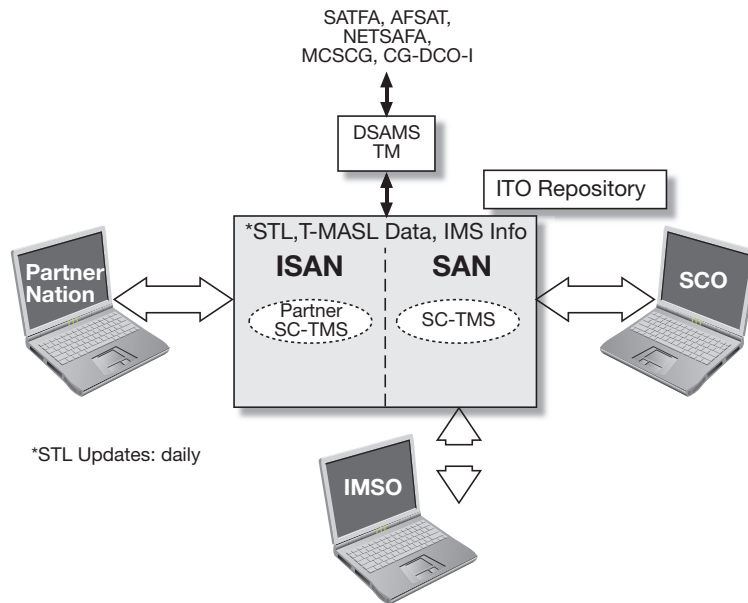 SATFA, AFSAT,
NETSAFA,
MCSCG, CG-DCO-I
DSAMS
TM
ITO Repository
*STL,T-MASL Data, IMS Info
ISAN
SAN
Partner
Nation
Partner
SC-TMS
SC-TMS
SCO
*STL Updates: daily
IMSO